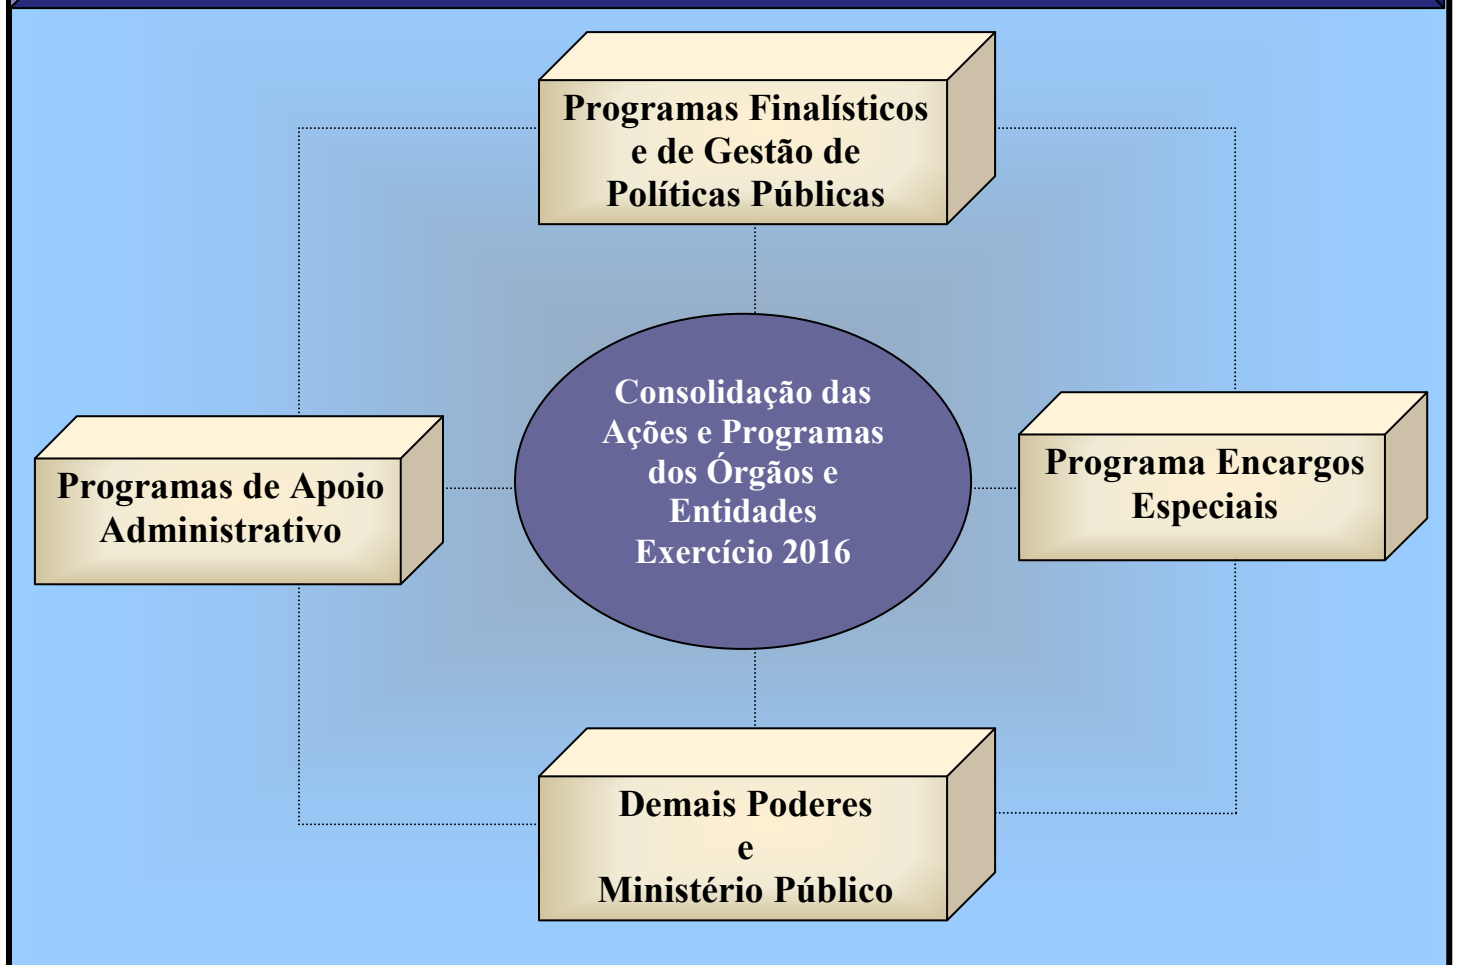 Programas Finalísticos
e de Gestão de
Políticas Públicas
Consolidação das
Ações e Programas
dos Órgãos e
Entidades
Exercício 2016
Programas de Apoio
Administrativo
Programa Encargos
Especiais
Demais Poderes
e
Ministério Público